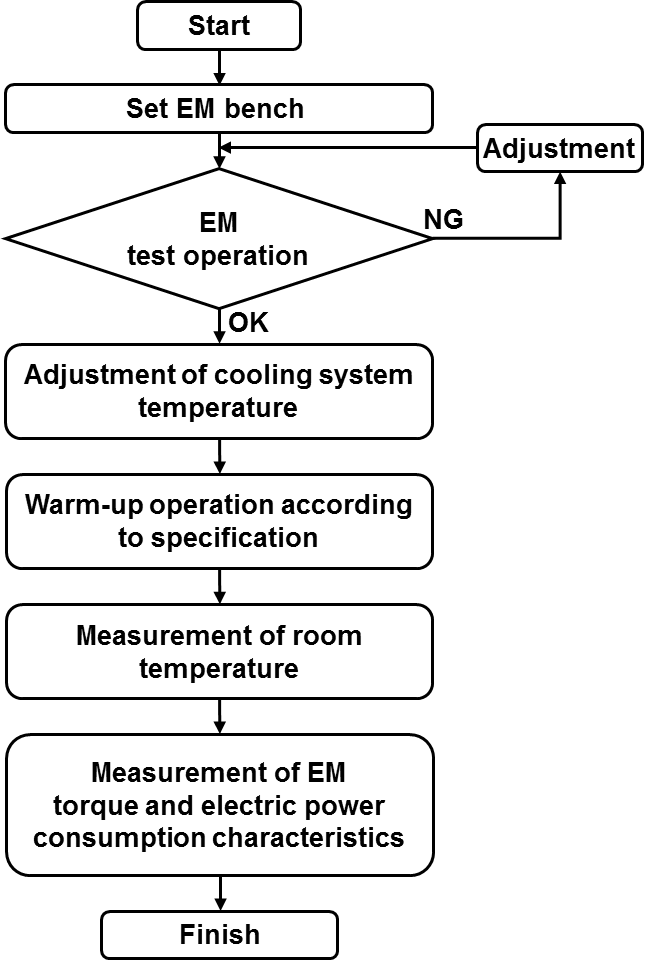 Start
Set EM bench
Adjustment
EM
test operation
NG
OK
Adjustment of cooling system
temperature
Warm-up operation according
to specification
Measurement of room
temperature
Measurement of EM
torque and electric power
consumption characteristics
Finish